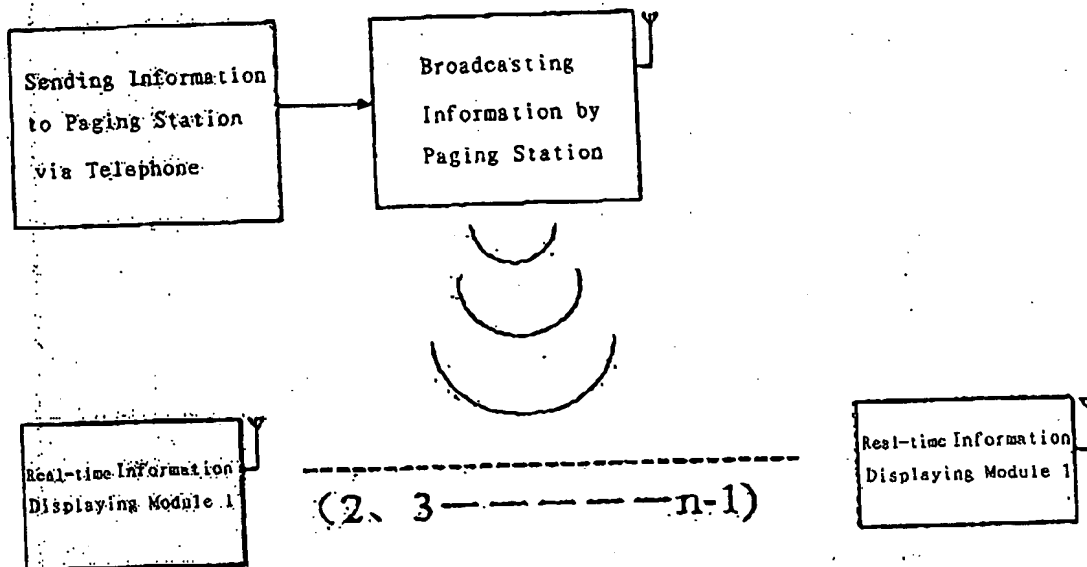 Sending Information
to Paging Station
via Telephone
Broadcasting
Information by
Paging Station
Real-time Information
Displaying Module 1
(2、3—————n-1)
Real-time Information
Displaying Module 1